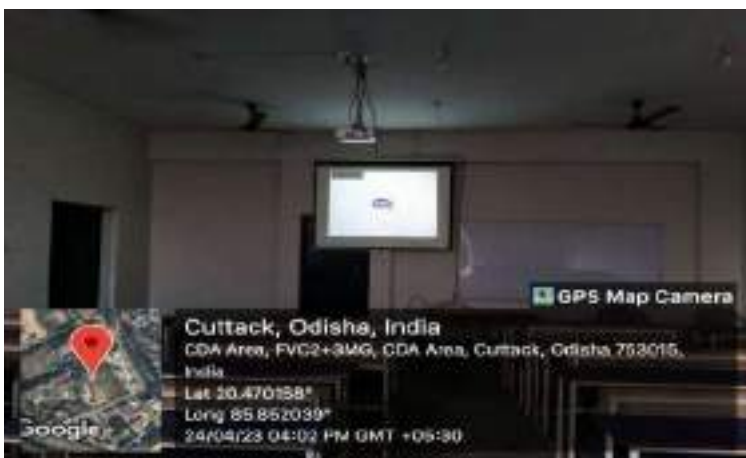 GPS Map Camera
Cuttack, Odisha, India
CDA Area, FVC2+3MG, CDA Area, Cuttack, Odisha 753015,
India
Lat 20.470158°
Long 85.852039°
24/04/23 04:02 PM GMT +05:30
Google